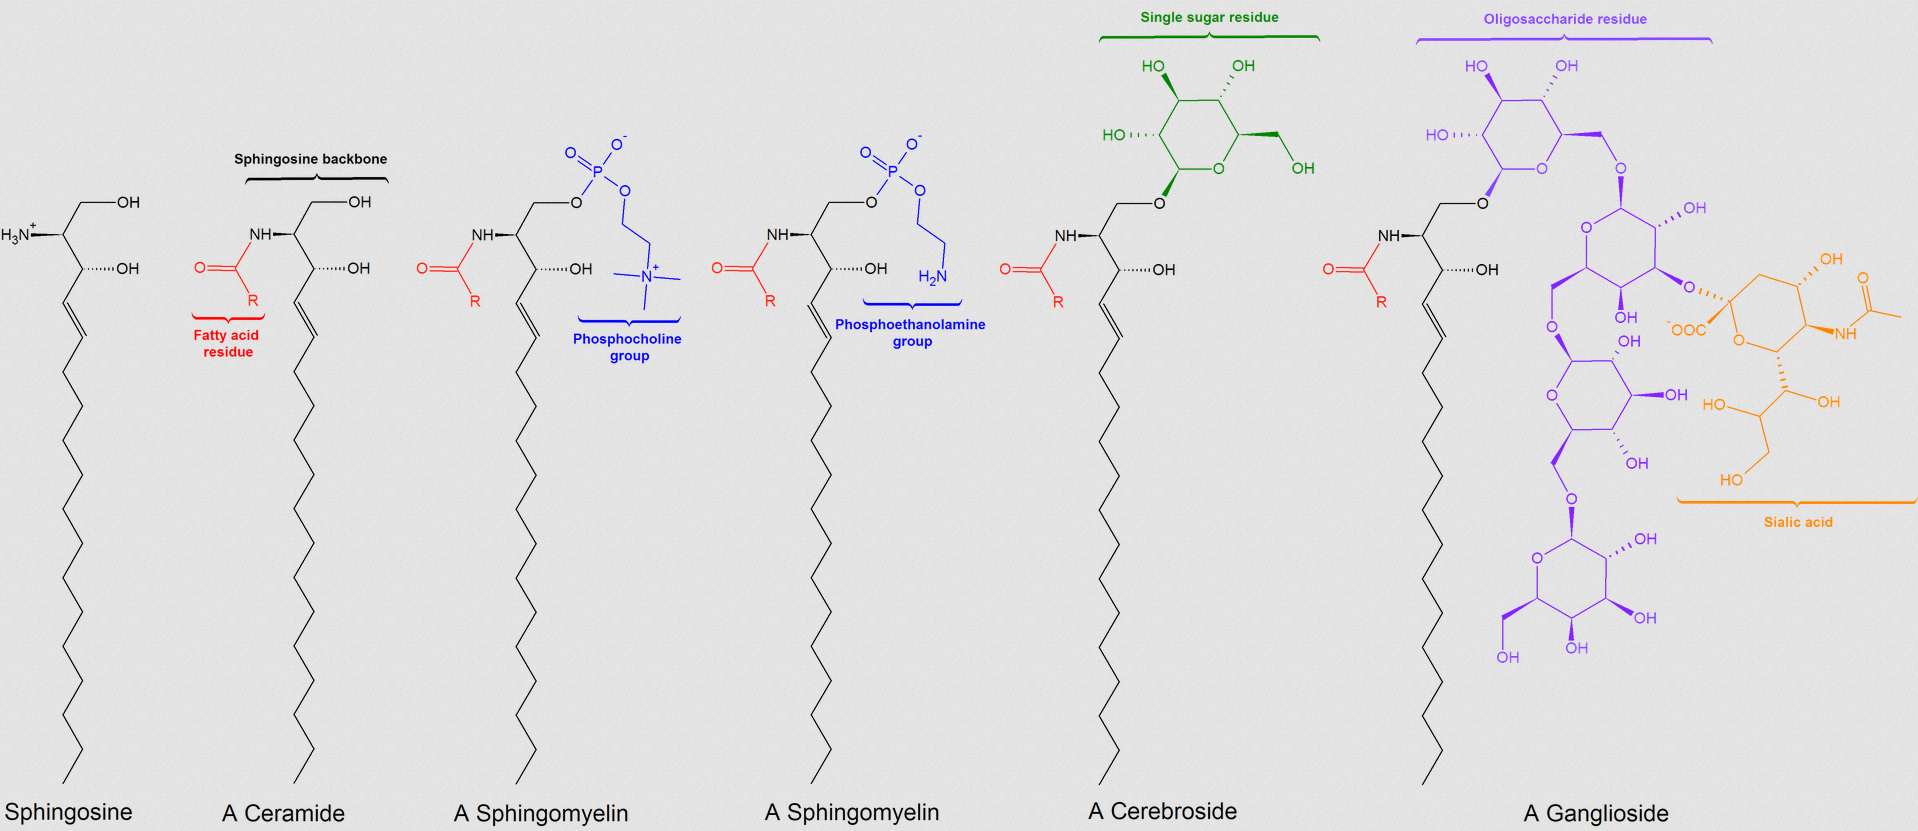 Single sugar residue
Oligosaccharide residue
Sphingosine backbone
H3N+
OH
OH
NH
OH
OH
O
R
Fatty acid
residue
O
O-
P
O
O
NH
OH
O
R
N+
Phosphocholine
group
O
O-
P
O
O
NH
OH
O
R
H2N
Phosphoethanolamine
group
HO
OH
HO
O
OH
O
NH
OH
O
R
HO
OH
HO
O
O
O
NH
OH
O
R
O
OH
O
OH
O
-OOC
O
OH
O
NH
HO
OH
HO
Sialic acid
OH
O
OH
OH
O
O
OH
OH
OH
OH
Sphingosine
A Ceramide
A Sphingomyelin
A Sphingomyelin
A Cerebroside
A Ganglioside